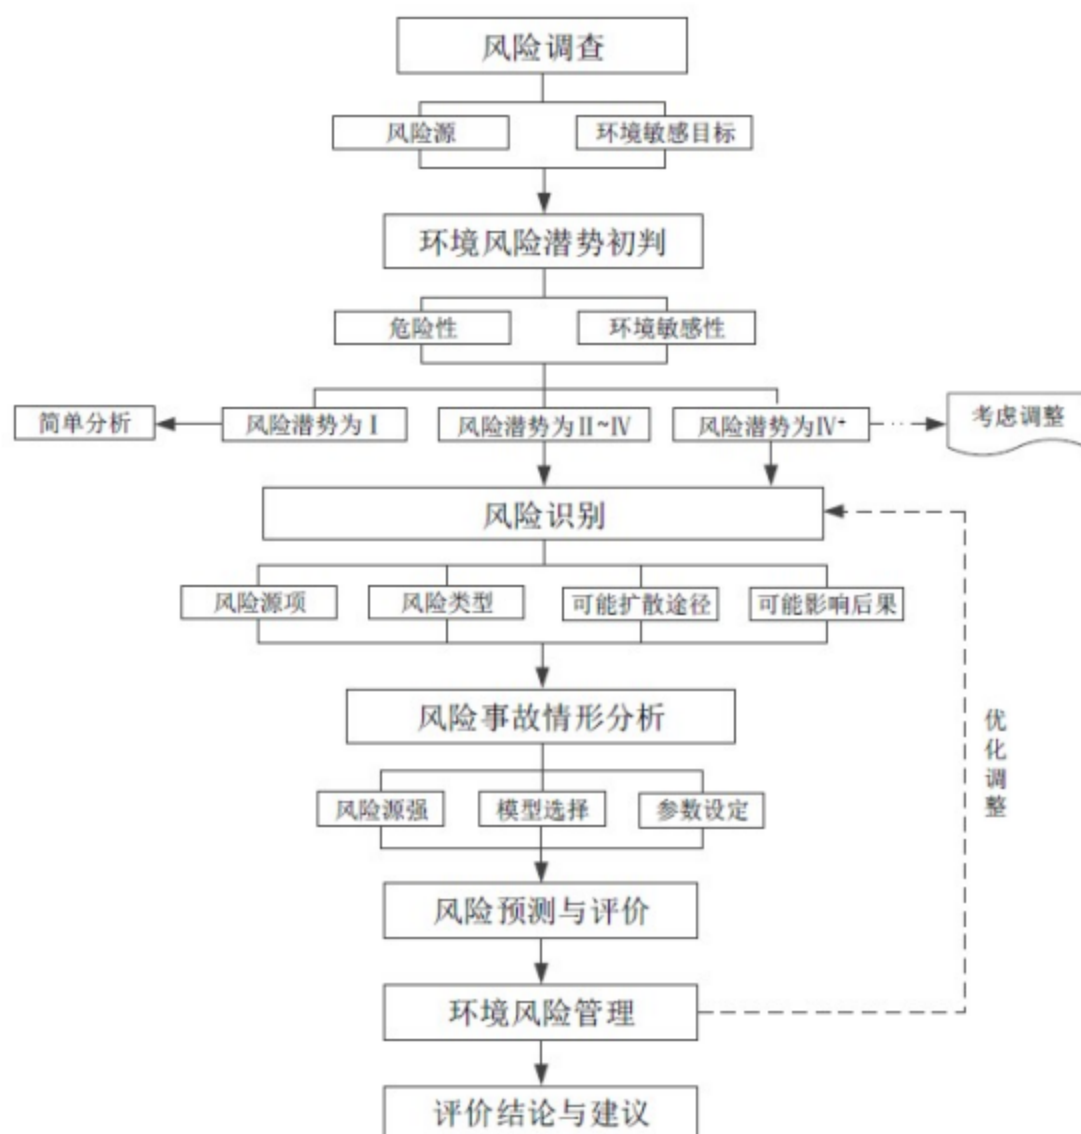 风险调查
风险源
环境敏感目标
环境风险潜势初判
危险性
环境敏感性
简单分析
风险潜势为Ⅰ
风险潜势为Ⅱ~Ⅳ
风险潜势为Ⅳ⁺
考虑调整
风险识别
风险源项
风险类型
可能扩散途径
可能影响后果
风险事故情形分析
优化调整
风险源强
模型选择
参数设定
风险预测与评价
环境风险管理
评价结论与建议